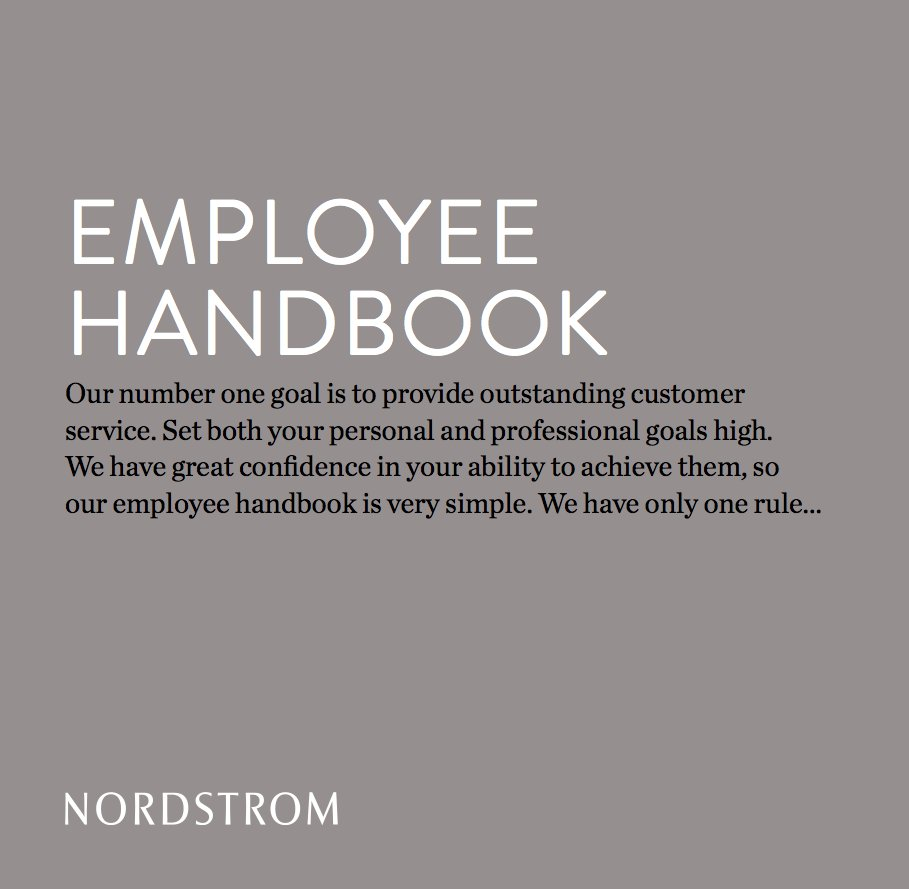 EMPLOYEE
HANDBOOK
Our number one goal is to provide outstanding customer
service. Set both your personal and professional goals high.
We have great confidence in your ability to achieve them, so
our employee handbook is very simple. We have only one rule...
NORDSTROM